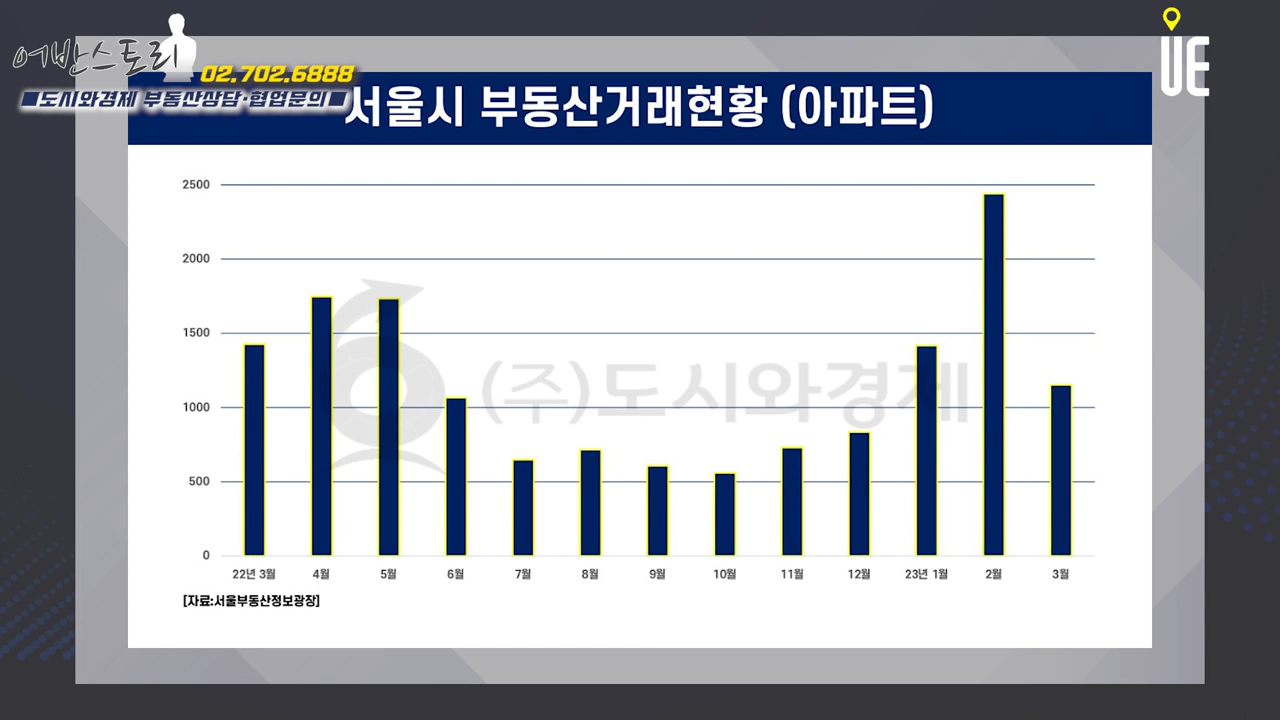 어반스토리
02.702.6888
도시와경제 부동산상담·협업문의
UE
서울시 부동산거래현황 (아파트)
2500
2000
1500
1000
500
0
(주)도시와경제
22년 3월 4월 5월 6월 7월 8월 9월 10월 11월 12월 23년 1월 2월 3월
[자료:서울부동산정보광장]